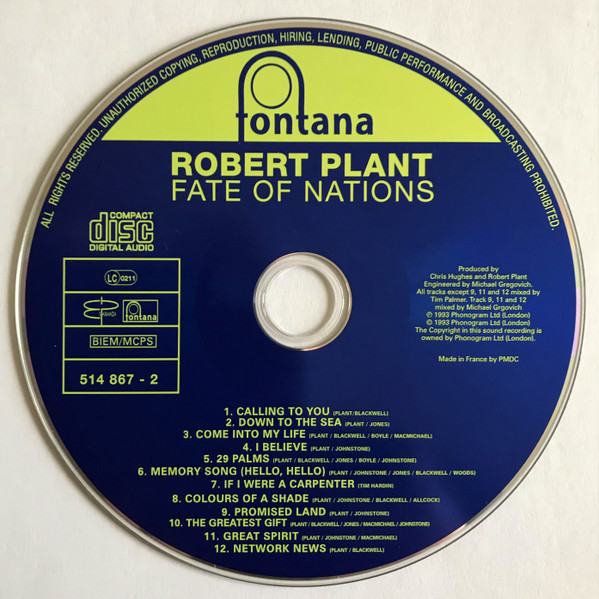 ALL RIGHTS RESERVED. UNAUTHORIZED COPYING, REPRODUCTION, HIRING, LENDING, PUBLIC PERFORMANCE AND BROADCASTING PROHIBITED.
fontana
ROBERT PLANT
FATE OF NATIONS
COMPACT
disc
DIGITAL AUDIO
LC 0211
fontana
BIEM/MCPS
514 867 - 2
Produced by
Chris Hughes and Robert Plant
Engineered by Michael Gregovich.
All tracks except 9, 11 and 12 mixed by
Tim Palmer. Track 9, 11 and 12
mixed by Michael Grgovich
℗ 1993 Phonogram Ltd (London)
© 1993 Phonogram Ltd (London).
The Copyright in this sound recording is
owned by Phonogram Ltd (London).
Made in France by PMDC
1. CALLING TO YOU (PLANT/BLACKWELL)
2. DOWN TO THE SEA (PLANT / JONES)
3. COME INTO MY LIFE (PLANT / BLACKWELL / BOYLE / MACMICHAEL)
4. I BELIEVE (PLANT / JOHNSTONE)
5. 29 PALMS (PLANT / BLACKWELL / JONES / BOYLE / JOHNSTONE)
6. MEMORY SONG (HELLO, HELLO) (PLANT / JOHNSTONE / JONES / BLACKWELL / WOODS)
7. IF I WERE A CARPENTER (TIM HARDIN)
8. COLOURS OF A SHADE (PLANT / JOHNSTONE / BLACKWELL / ALLCOCK)
9. PROMISED LAND (PLANT / JOHNSTONE)
10. THE GREATEST GIFT (PLANT / BLACKWELL / JONES / MACMICHAEL / JOHNSTONE)
11. GREAT SPIRIT (PLANT / JOHNSTONE / MACMICHAEL)
12. NETWORK NEWS (PLANT / BLACKWELL)